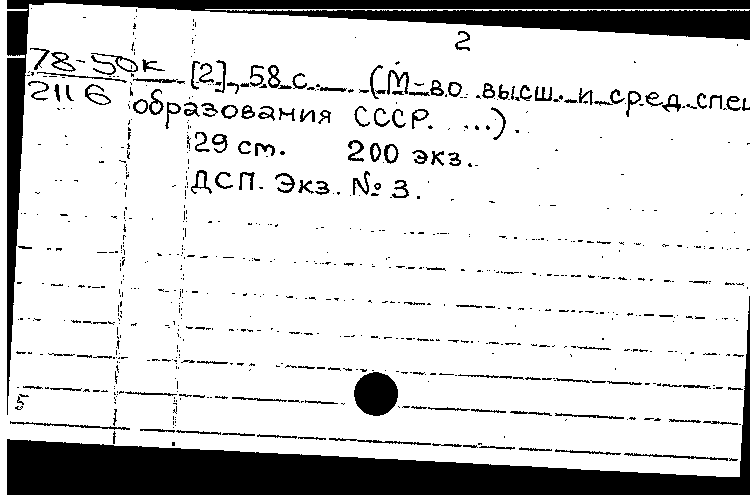 2
78-50к [2], 58 с. (М-во высш. и сред. спец
2116 образования СССР. ...).
29 см. 200 экз.
ДСП. Экз. № 3.